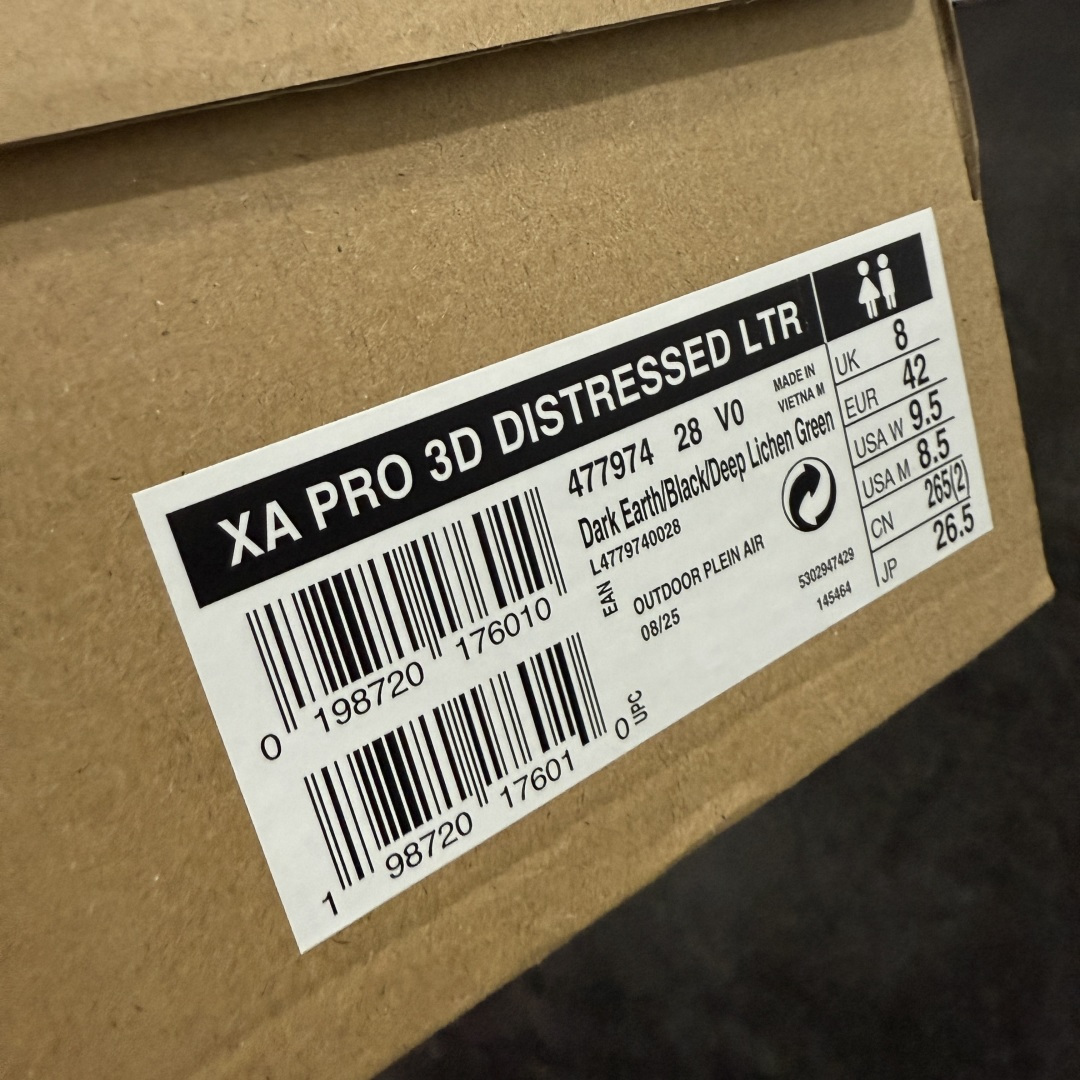 XA PRO 3D DISTRESSED LTR
477974 28 V0
MADE IN
VIETNA M
Dark Earth/Black/Deep Lichen Green
L4779740028
EAN
OUTDOOR PLEIN AIR
08/25
5302947429
145464
0 198720 176010
1 98720 17601 0
UPC
UK 8
EUR 42
USA W 9.5
USA M 8.5
CN 265(2)
JP 26.5